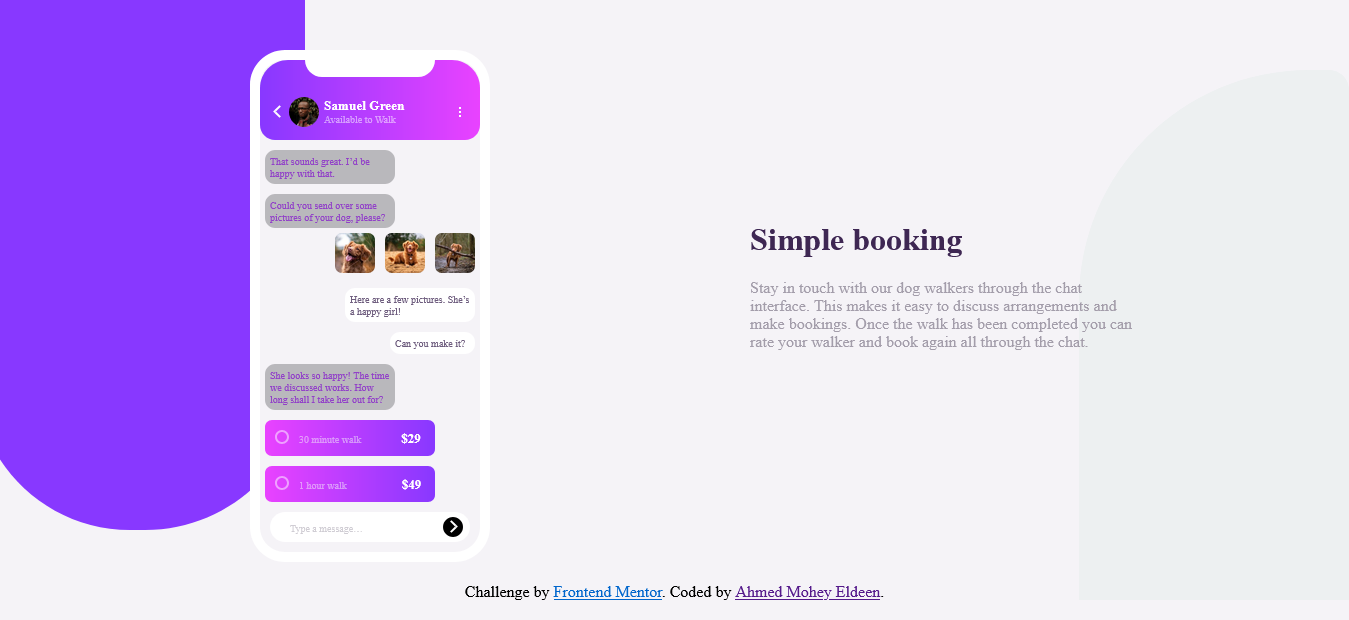 Samuel Green
Available to Walk
That sounds great. I’d be
happy with that.
Could you send over some
pictures of your dog, please?
Here are a few pictures. She’s
a happy girl!
Can you make it?
She looks so happy! The time
we discussed works. How
long shall I take her out for?
30 minute walk $29
1 hour walk $49
Type a message…
Simple booking
Stay in touch with our dog walkers through the chat
interface. This makes it easy to discuss arrangements and
make bookings. Once the walk has been completed you can
rate your walker and book again all through the chat.
Challenge by Frontend Mentor. Coded by Ahmed Mohey Eldeen.